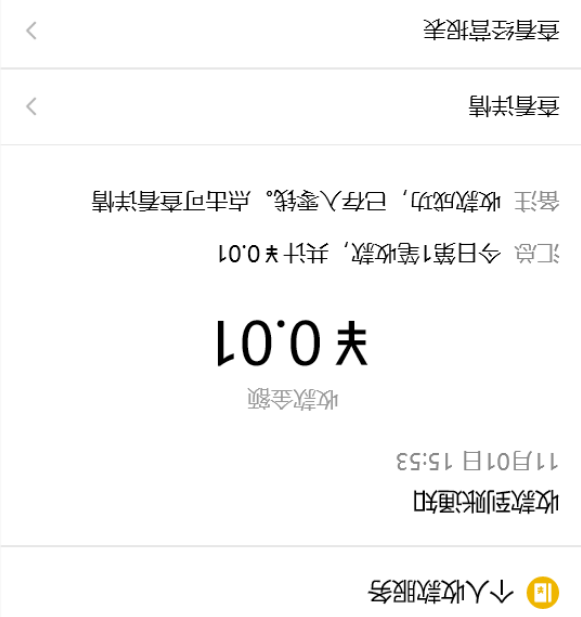 个人收款服务
收款到账通知
11月01日 15:53
收款金额
￥0.01
汇总 今日第1笔收款，共计￥0.01
备注 收款成功，已存入零钱。点击可查看详情
查看详情
查看经营报表